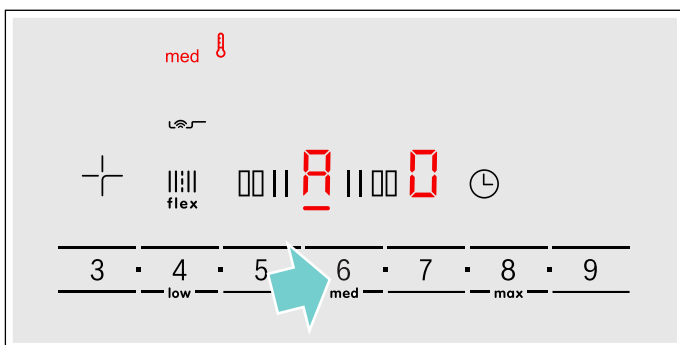 med
A 0
flex
3 · 4 · 5 6 · 7 · 8 · 9
low med max